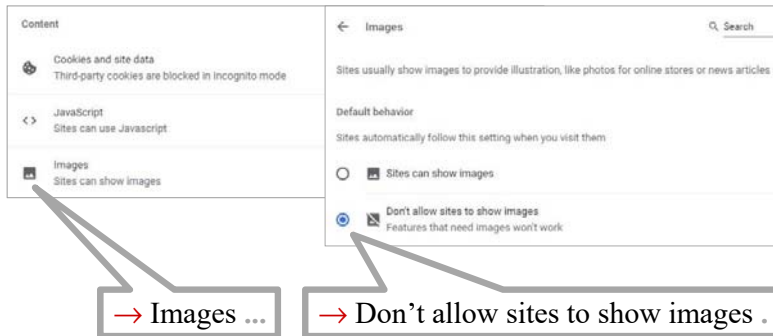 Content
Cookies and site data
Third-party cookies are blocked in Incognito mode
JavaScript
Sites can use Javascript
Images
Sites can show images
Images
Search
Sites usually show images to provide illustration, like photos for online stores or news articles
Default behavior
Sites automatically follow this setting when you visit them
Sites can show images
Don't allow sites to show images
Features that need images won't work
→ Images ...
→ Don’t allow sites to show images .